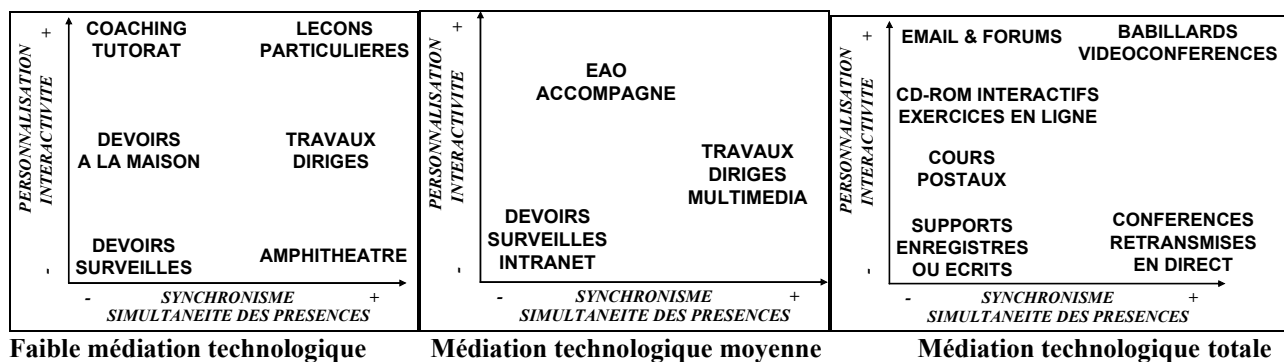 PERSONNALISATION
INTERACTIVITE
+
-
COACHING
TUTORAT
LECONS
PARTICULIERES
DEVOIRS
A LA MAISON
TRAVAUX
DIRIGES
DEVOIRS
SURVEILLES
AMPHITHEATRE
- SYNCHRONISME +
SIMULTANEITE DES PRESENCES
Faible médiation technologique
PERSONNALISATION
INTERACTIVITE
+
-
EAO
ACCOMPAGNE
TRAVAUX
DIRIGES
MULTIMEDIA
DEVOIRS
SURVEILLES
INTRANET
- SYNCHRONISME +
SIMULTANEITE DES PRESENCES
Médiation technologique moyenne
PERSONNALISATION
INTERACTIVITE
+
-
EMAIL & FORUMS
BABILLARDS
VIDEOCONFERENCES
CD-ROM INTERACTIFS
EXERCICES EN LIGNE
COURS
POSTAUX
SUPPORTS
ENREGISTRES
OU ECRITS
CONFERENCES
RETRANSMISES
EN DIRECT
- SYNCHRONISME +
SIMULTANEITE DES PRESENCES
Médiation technologique totale